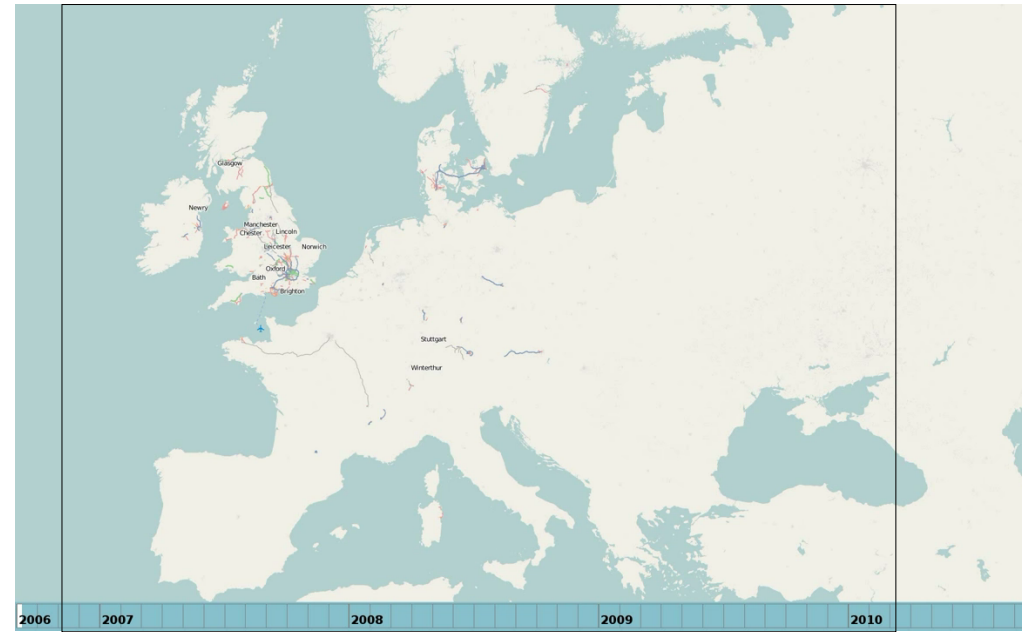 Glasgow
Newry
Manchester
Chester
Lincoln
Leicester
Norwich
Oxford
Bath
Brighton
Stuttgart
Winterthur
2006 2007 2008 2009 2010